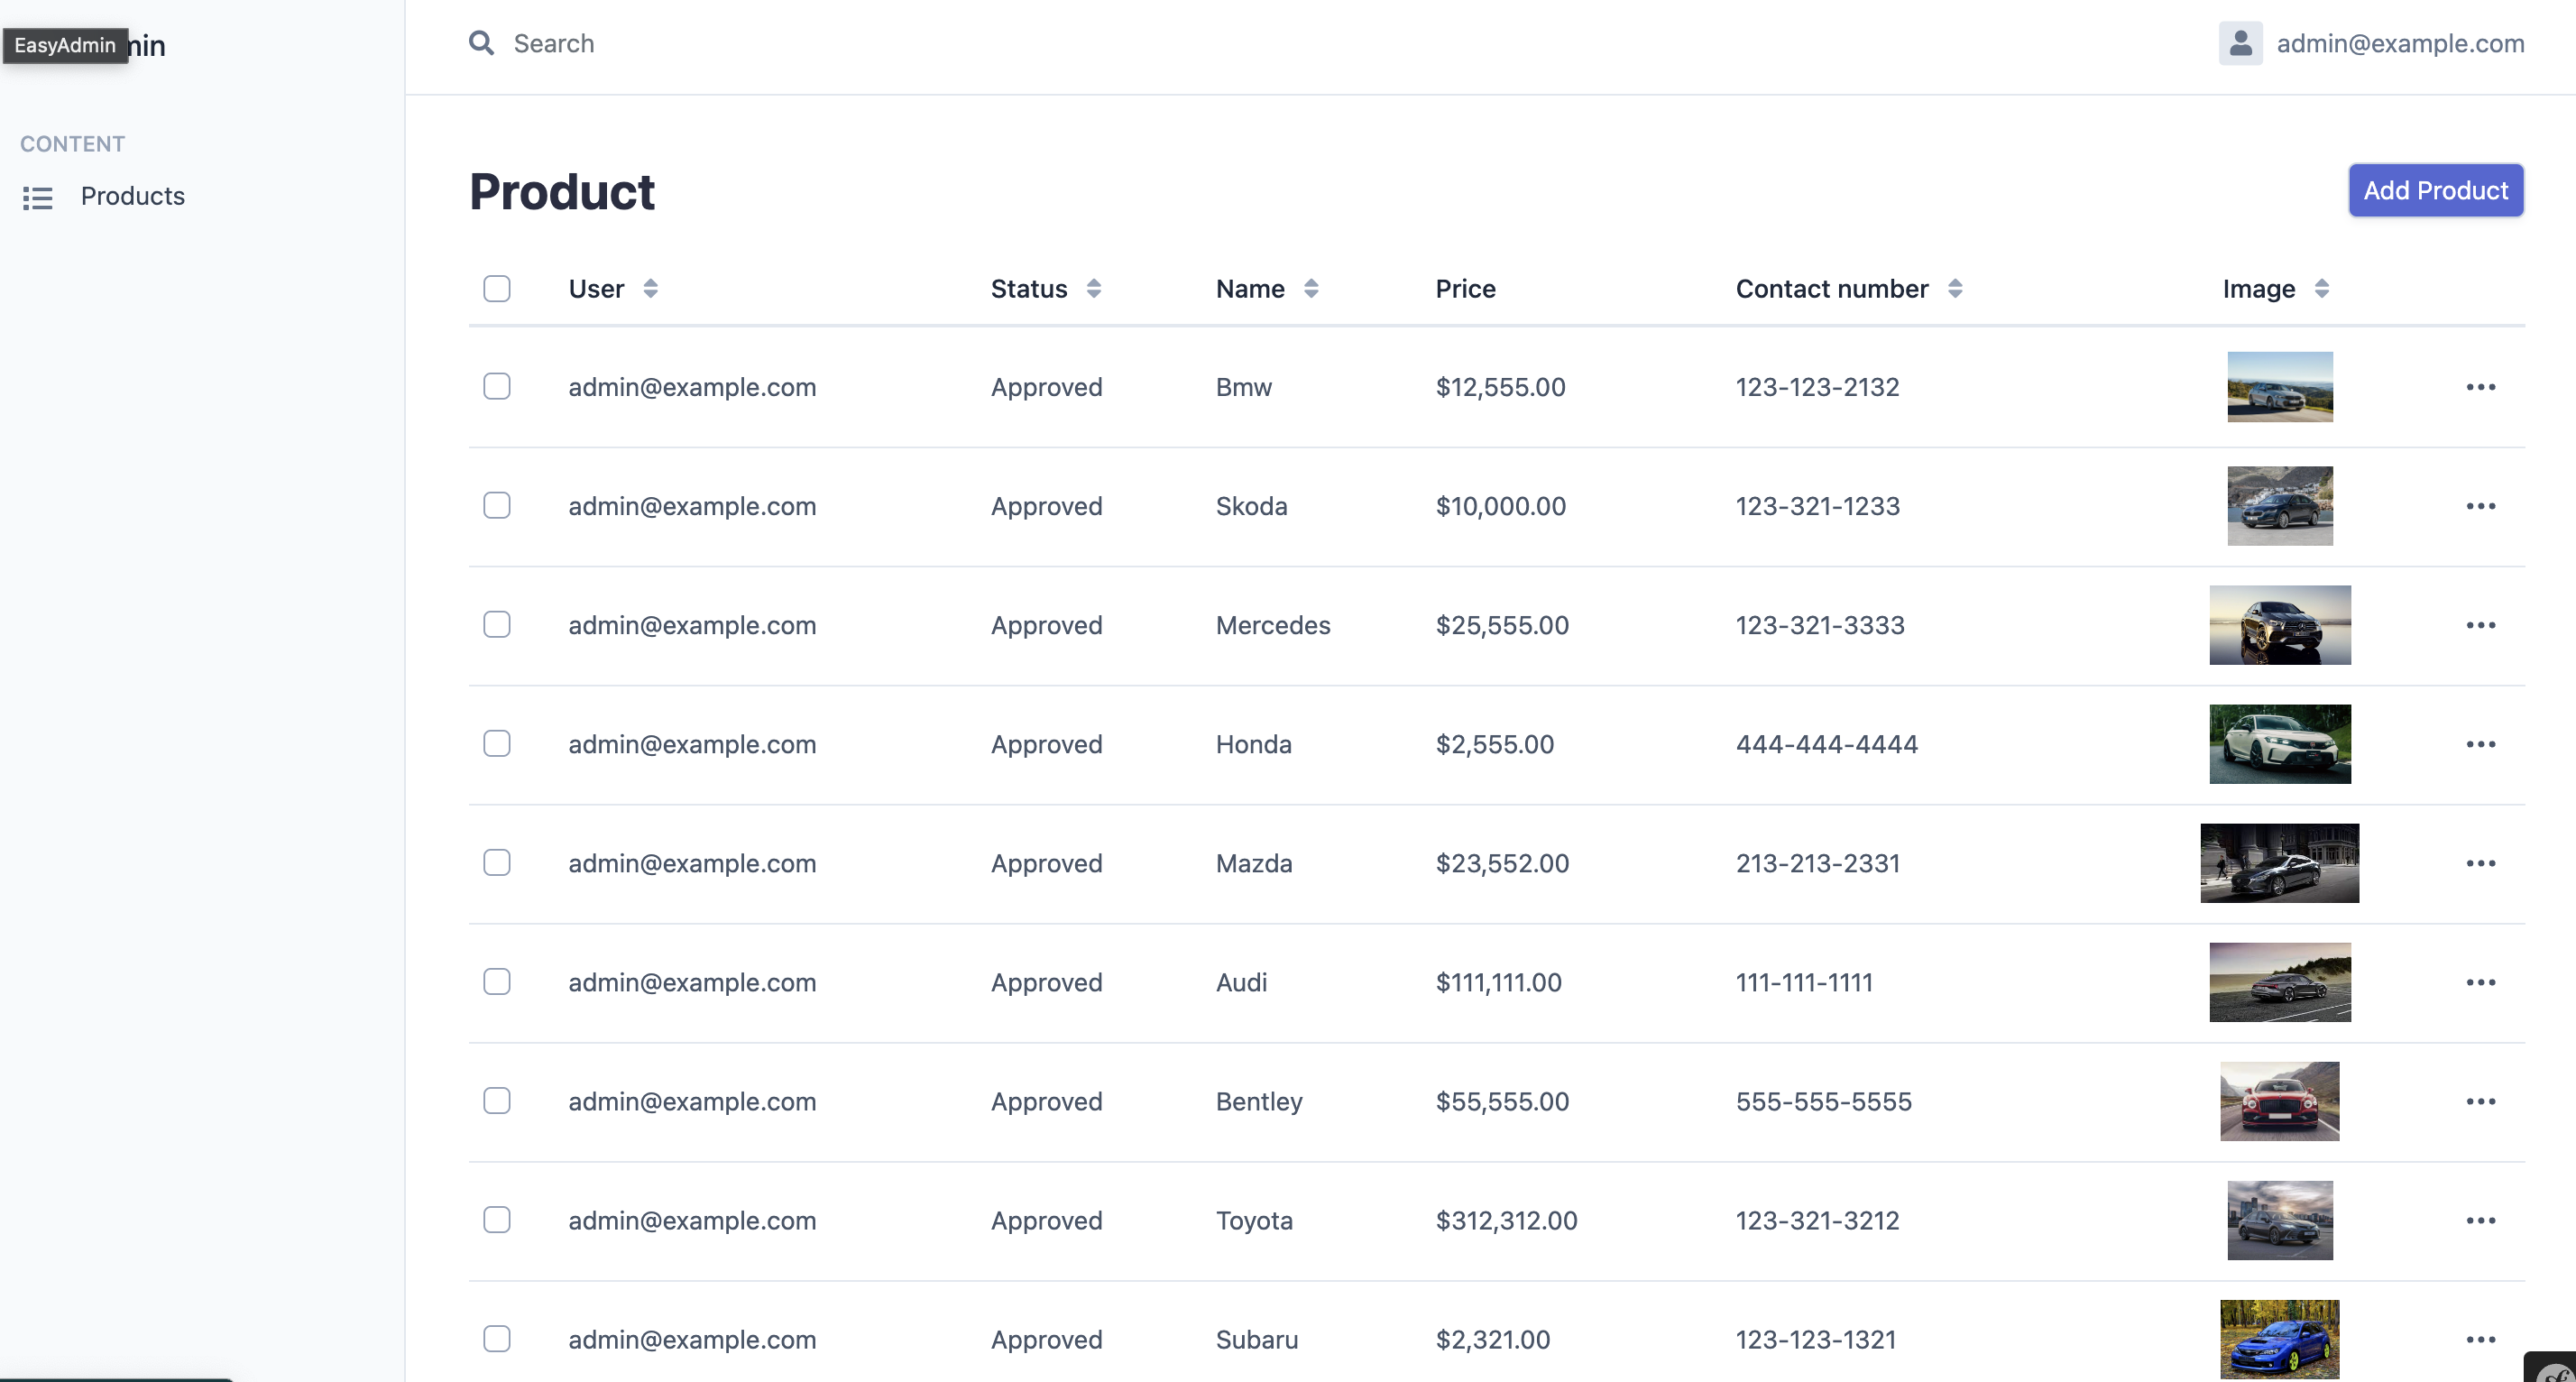 EasyAdmin
min
Search
admin@example.com
CONTENT
Products
Product
Add Product
User Status Name Price Contact number Image
admin@example.com Approved Bmw $12,555.00 123-123-2132
admin@example.com Approved Skoda $10,000.00 123-321-1233
admin@example.com Approved Mercedes $25,555.00 123-321-3333
admin@example.com Approved Honda $2,555.00 444-444-4444
admin@example.com Approved Mazda $23,552.00 213-213-2331
admin@example.com Approved Audi $111,111.00 111-111-1111
admin@example.com Approved Bentley $55,555.00 555-555-5555
admin@example.com Approved Toyota $312,312.00 123-321-3212
admin@example.com Approved Subaru $2,321.00 123-123-1321